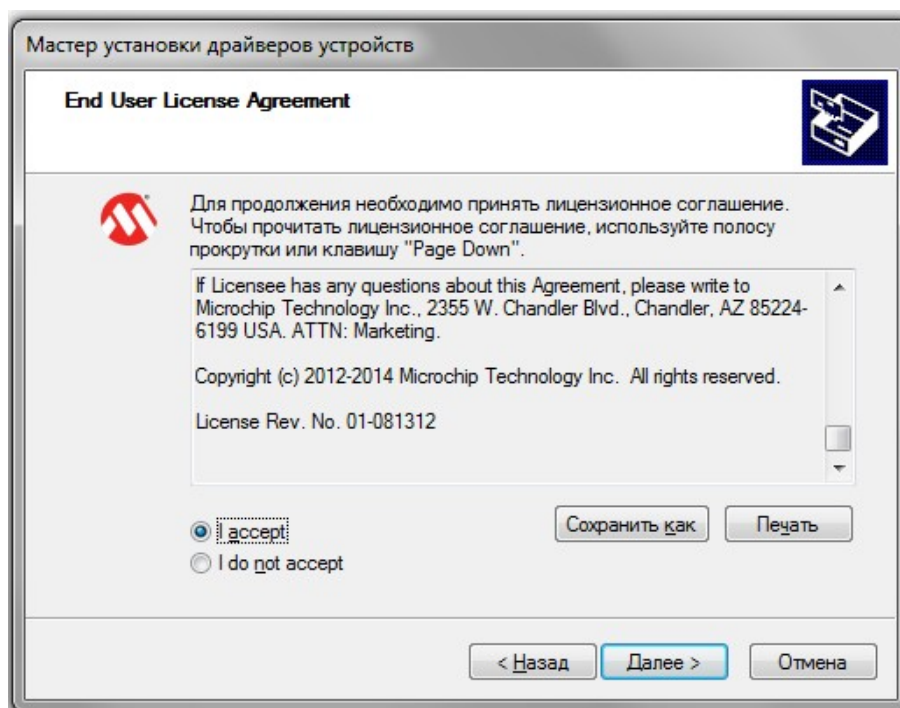 Мастер установки драйверов устройств
End User License Agreement
Для продолжения необходимо принять лицензионное соглашение.
Чтобы прочитать лицензионное соглашение, используйте полосу
прокрутки или клавишу "Page Down".
If Licensee has any questions about this Agreement, please write to
Microchip Technology Inc., 2355 W. Chandler Blvd., Chandler, AZ 85224-
6199 USA. ATTN: Marketing.
Copyright (c) 2012-2014 Microchip Technology Inc.  All rights reserved.
License Rev. No. 01-081312
I accept
Сохранить как
Печать
I do not accept
< Назад
Далее >
Отмена